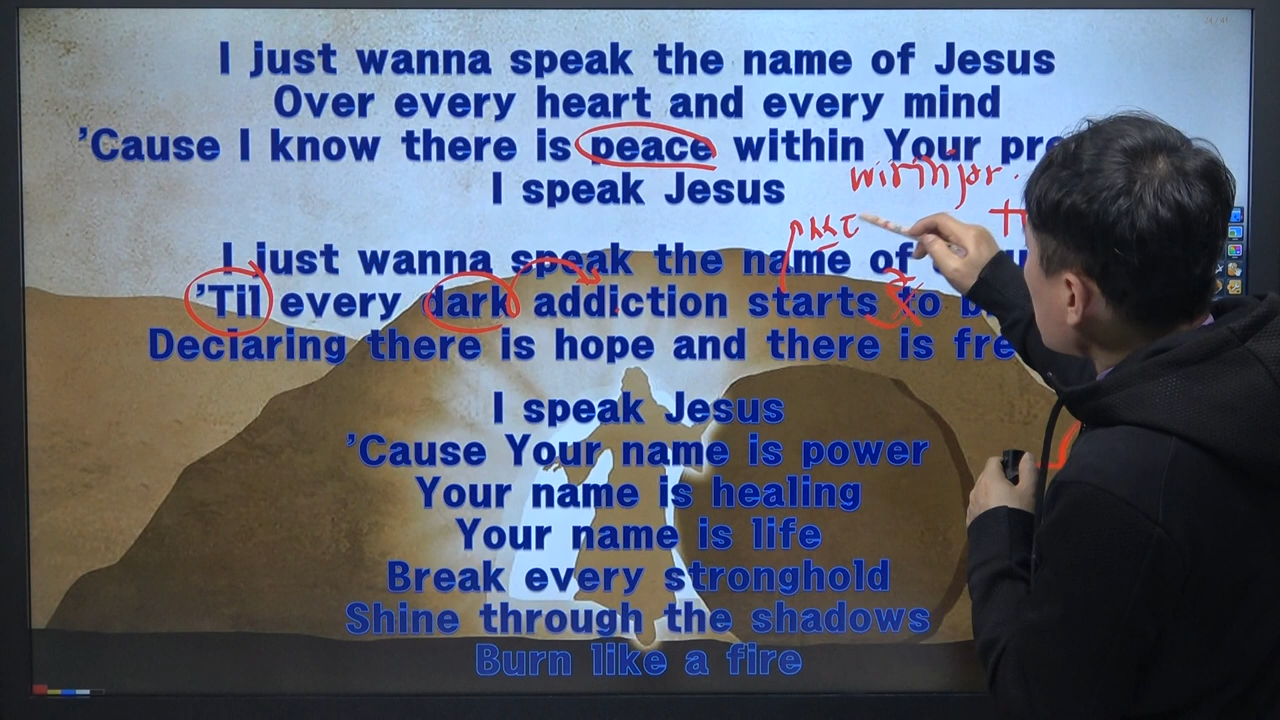 I just wanna speak the name of Jesus
Over every heart and every mind
'Cause I know there is peace within Your
I speak Jesus
I just wanna speak the name of
'Til every dark addiction starts to
Declaring there is hope and there is
I speak Jesus
'Cause Your name is power
Your name is healing
Your name is life
Break every stronghold
Shine through the shadows
Burn like a fire